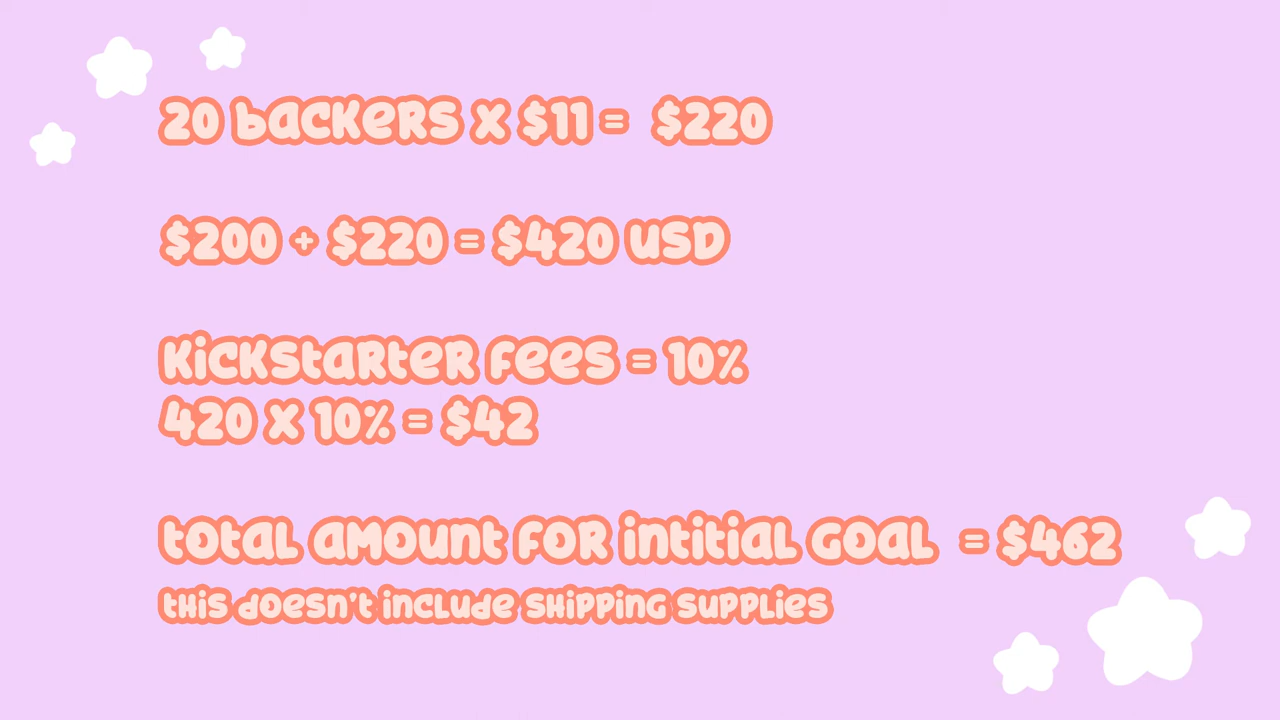 20 backers x $11 = $220
$200 + $220 = $420 USD
Kickstarter fees = 10%
420 x 10% = $42
total amount for intitial goal = $462
this doesn't include shipping supplies